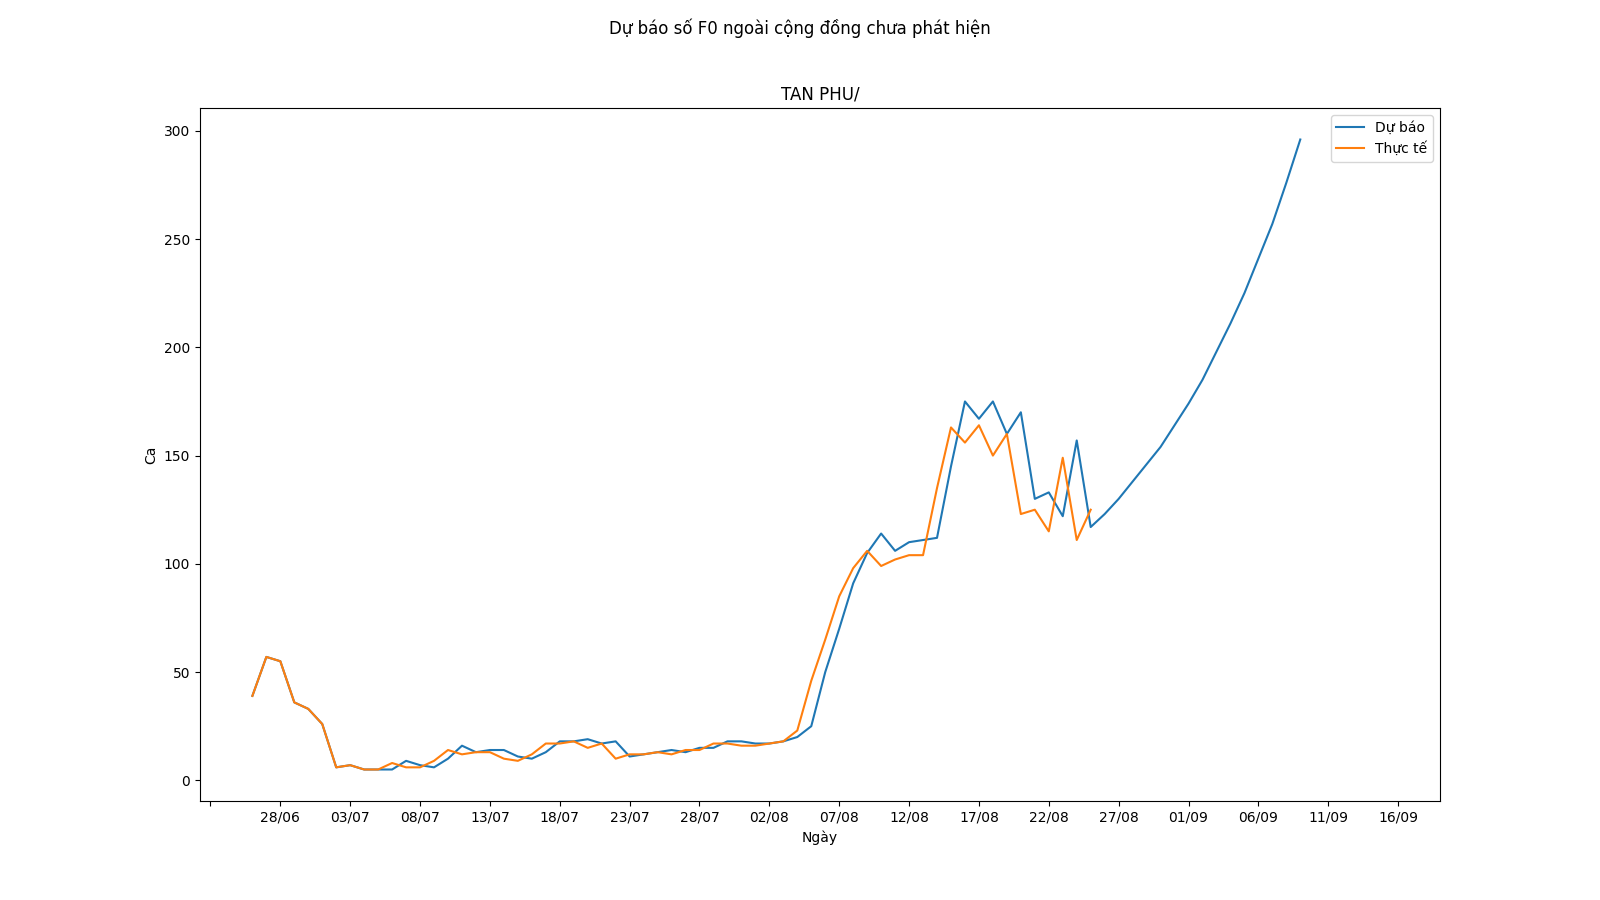 Dự báo số F0 ngoài cộng đồng chưa phát hiện
TAN PHU/
Dự báo
Thực tế
300
250
200
150
100
50
0
Ca
28/06 03/07 08/07 13/07 18/07 23/07 28/07 02/08 07/08 12/08 17/08 22/08 27/08 01/09 06/09 11/09 16/09
Ngày